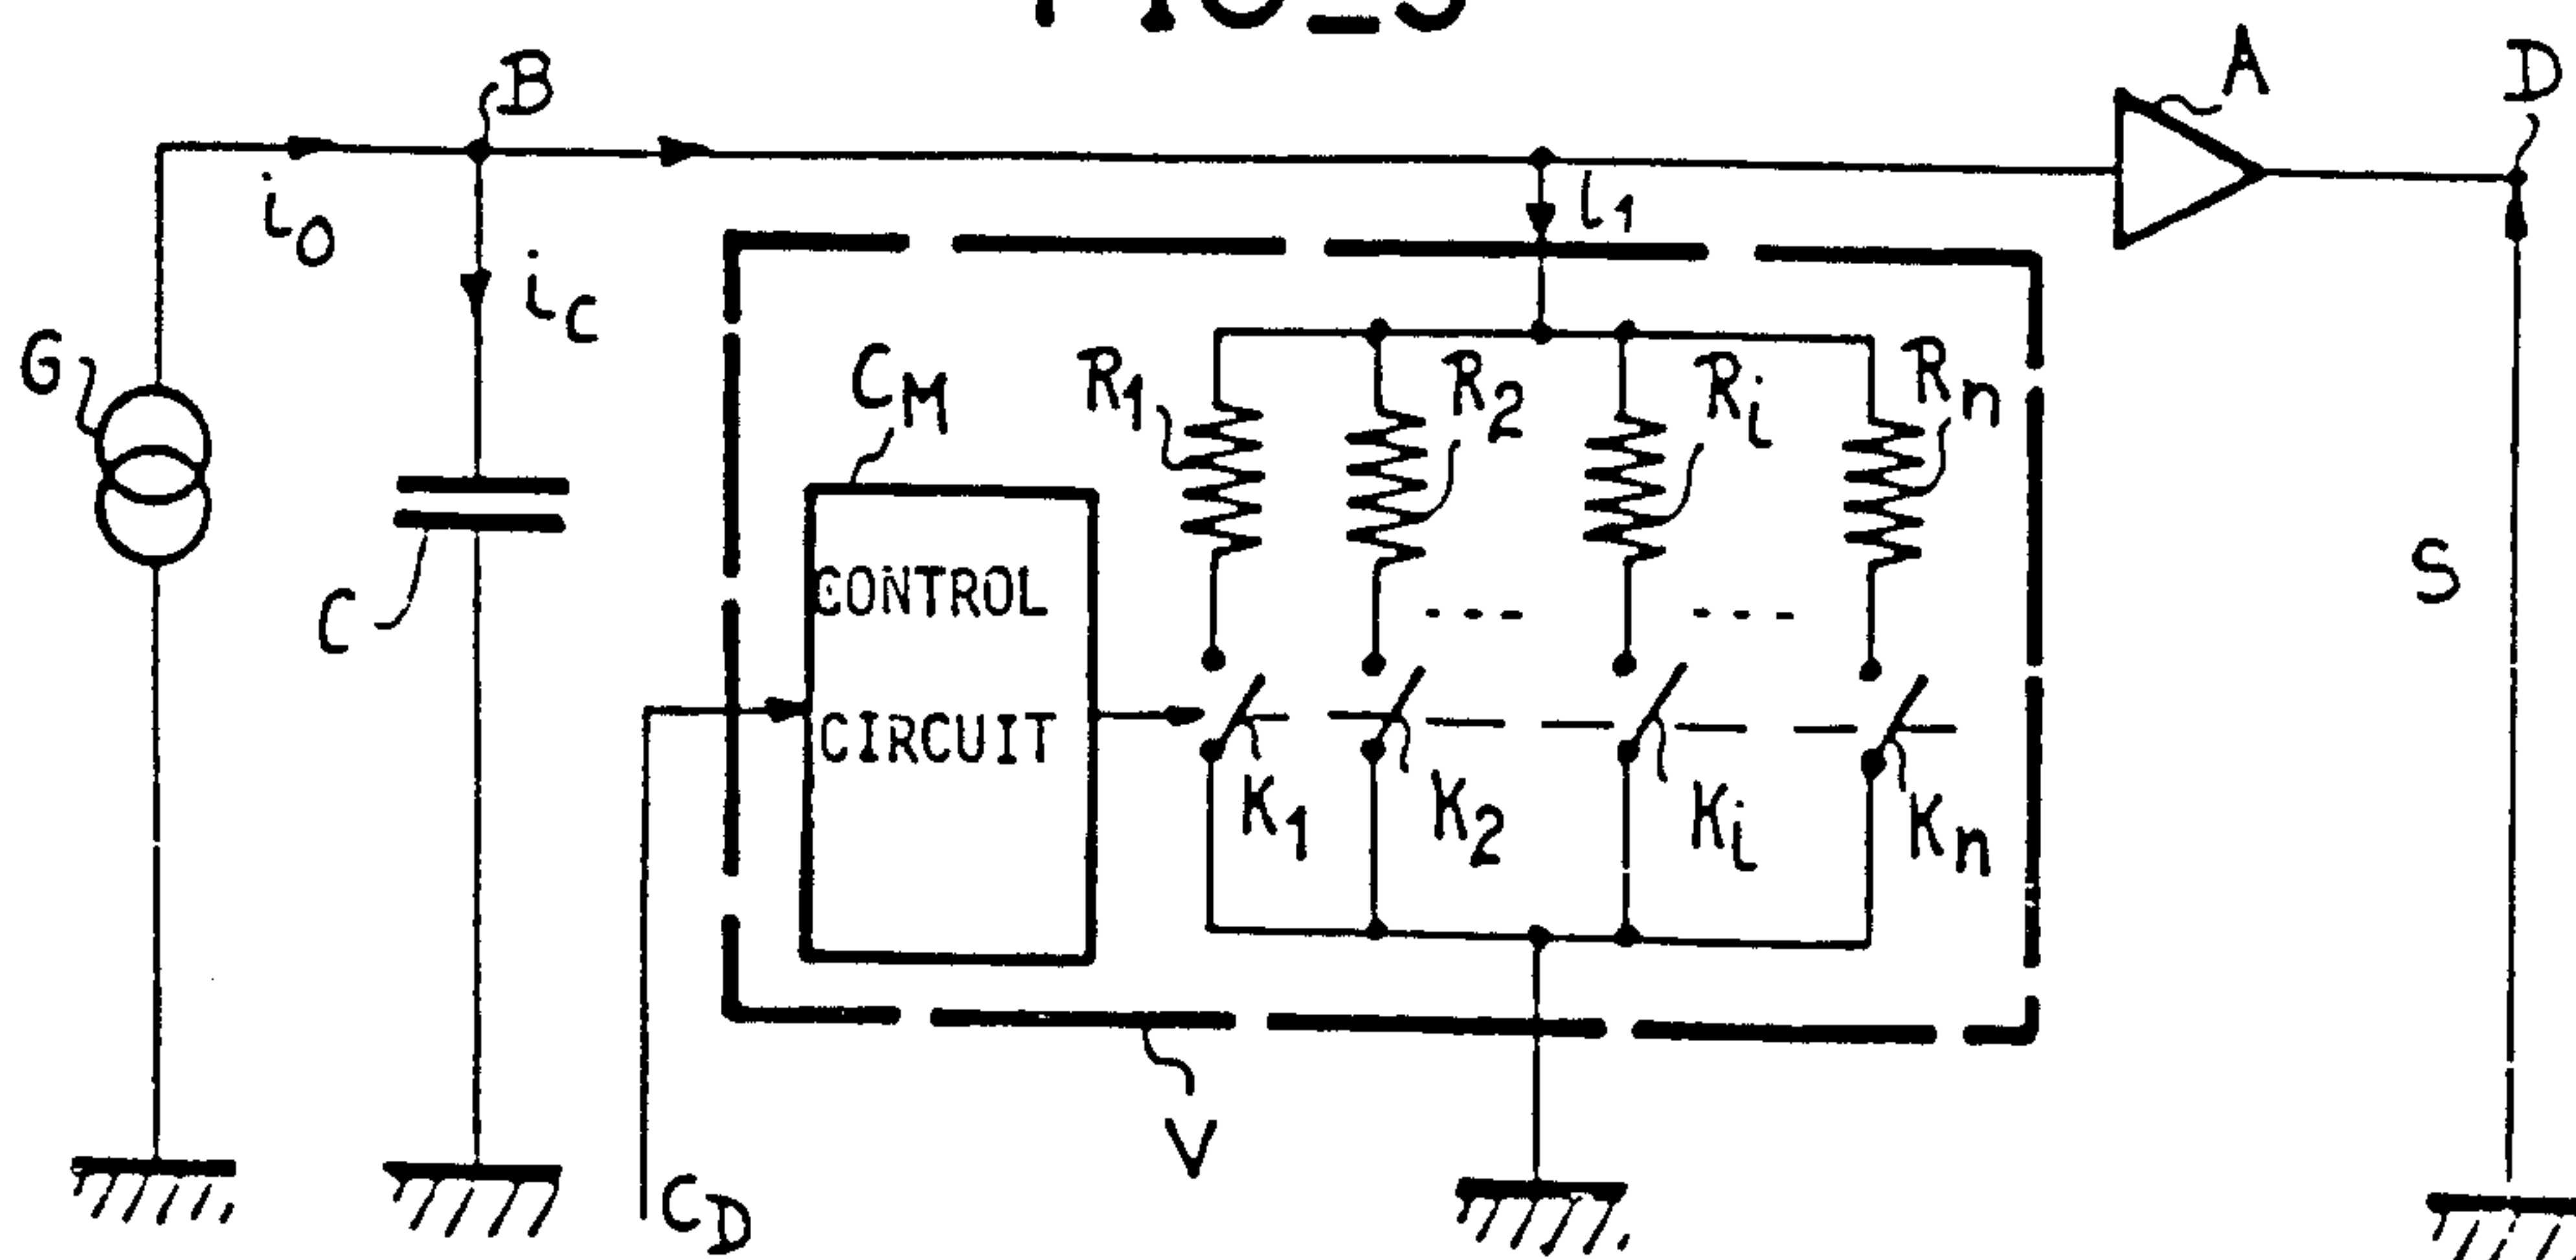 B
A
D
i0
iC
i1
G
CM
R1
R2
Ri
Rn
CONTROL
CIRCUIT
C
S
K1
K2
Ki
Kn
V
CD